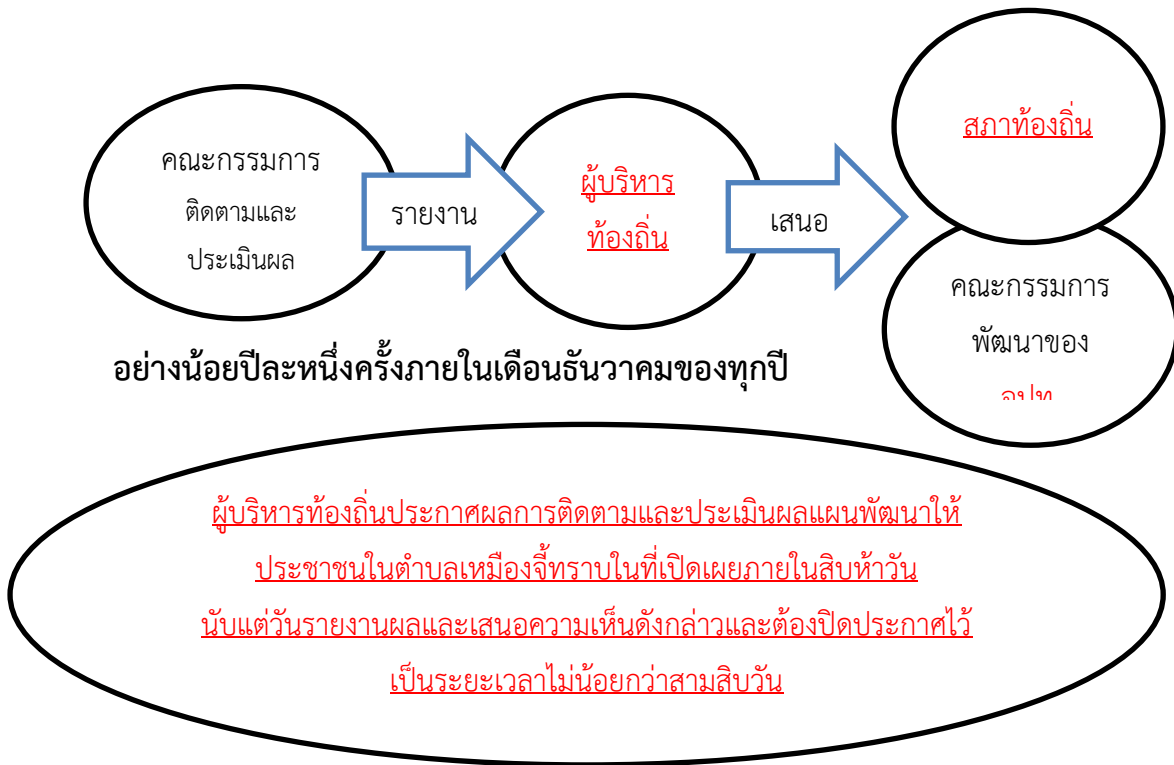 คณะกรรมการ
ติดตามและ
ประเมินผล
รายงาน
ผู้บริหาร
ท้องถิ่น
เสนอ
สภาท้องถิ่น
คณะกรรมการ
พัฒนาของ
อย่างน้อยปีละหนึ่งครั้งภายในเดือนธันวาคมของทุกปี
ผู้บริหารท้องถิ่นประกาศผลการติดตามและประเมินผลแผนพัฒนาให้
ประชาชนในตำบลเหมืองจี้ทราบในที่เปิดเผยภายในสิบห้าวัน
นับแต่วันรายงานผลและเสนอความเห็นดังกล่าวและต้องปิดประกาศไว้
เป็นระยะเวลาไม่น้อยกว่าสามสิบวัน